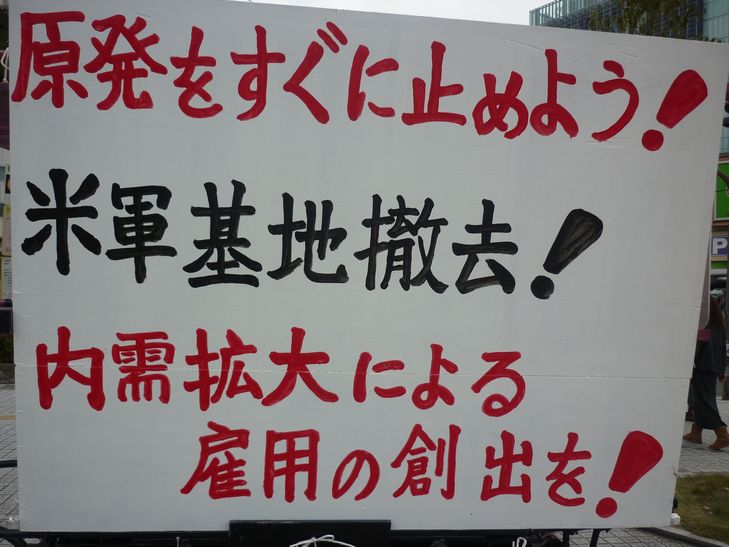 原発をすぐに止めよう！
米軍基地撤去！
内需拡大による
雇用の創出を！
P